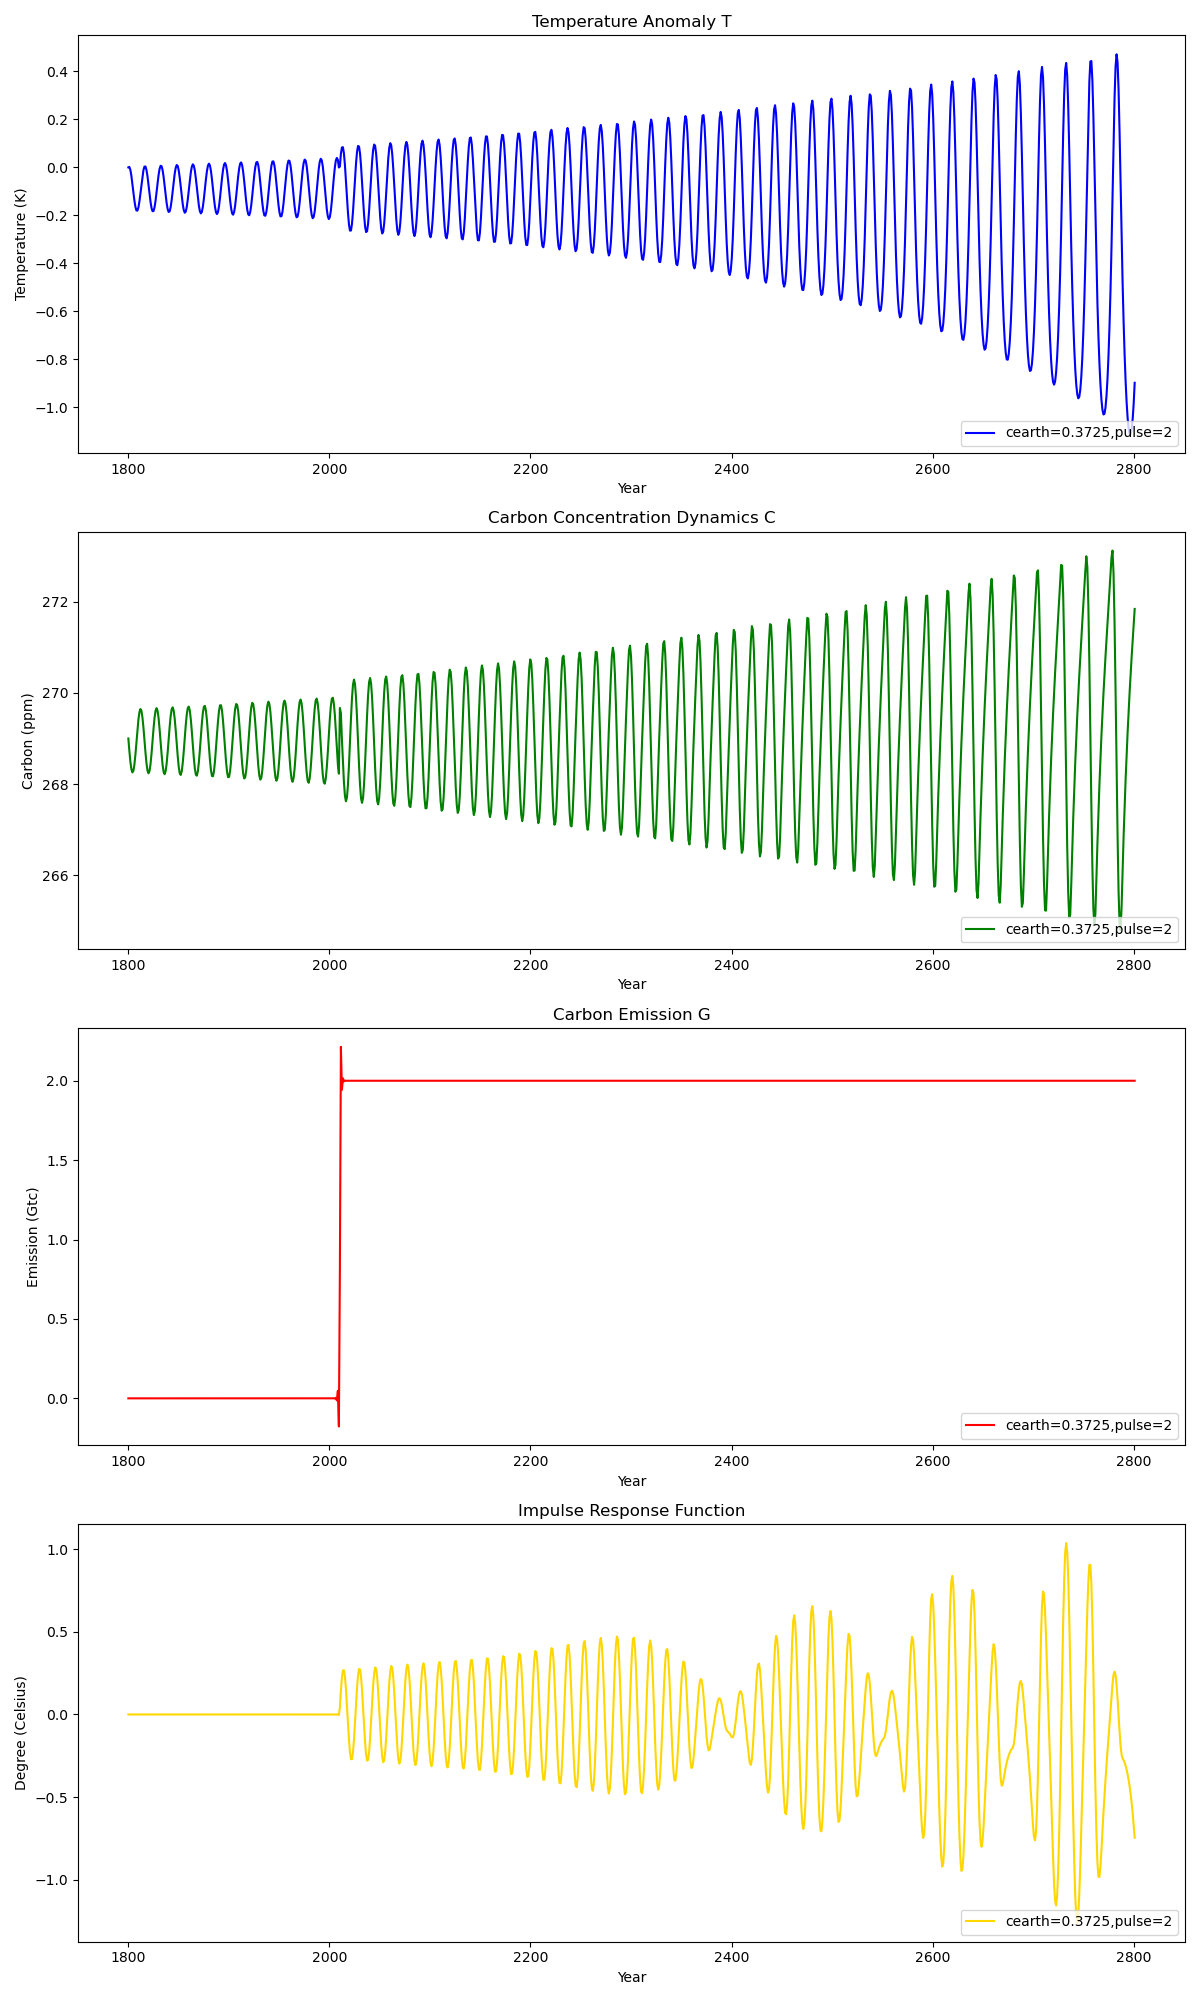 Temperature Anomaly T
Temperature (K)
0.4
0.2
0.0
−0.2
−0.4
−0.6
−0.8
−1.0
cearth=0.3725,pulse=2
1800 2000 2200 2400 2600 2800
Year
Carbon Concentration Dynamics C
Carbon (ppm)
272
270
268
266
cearth=0.3725,pulse=2
1800 2000 2200 2400 2600 2800
Year
Carbon Emission G
Emission (Gtc)
2.0
1.5
1.0
0.5
0.0
cearth=0.3725,pulse=2
1800 2000 2200 2400 2600 2800
Year
Impulse Response Function
Degree (Celsius)
1.0
0.5
0.0
−0.5
−1.0
cearth=0.3725,pulse=2
1800 2000 2200 2400 2600 2800
Year